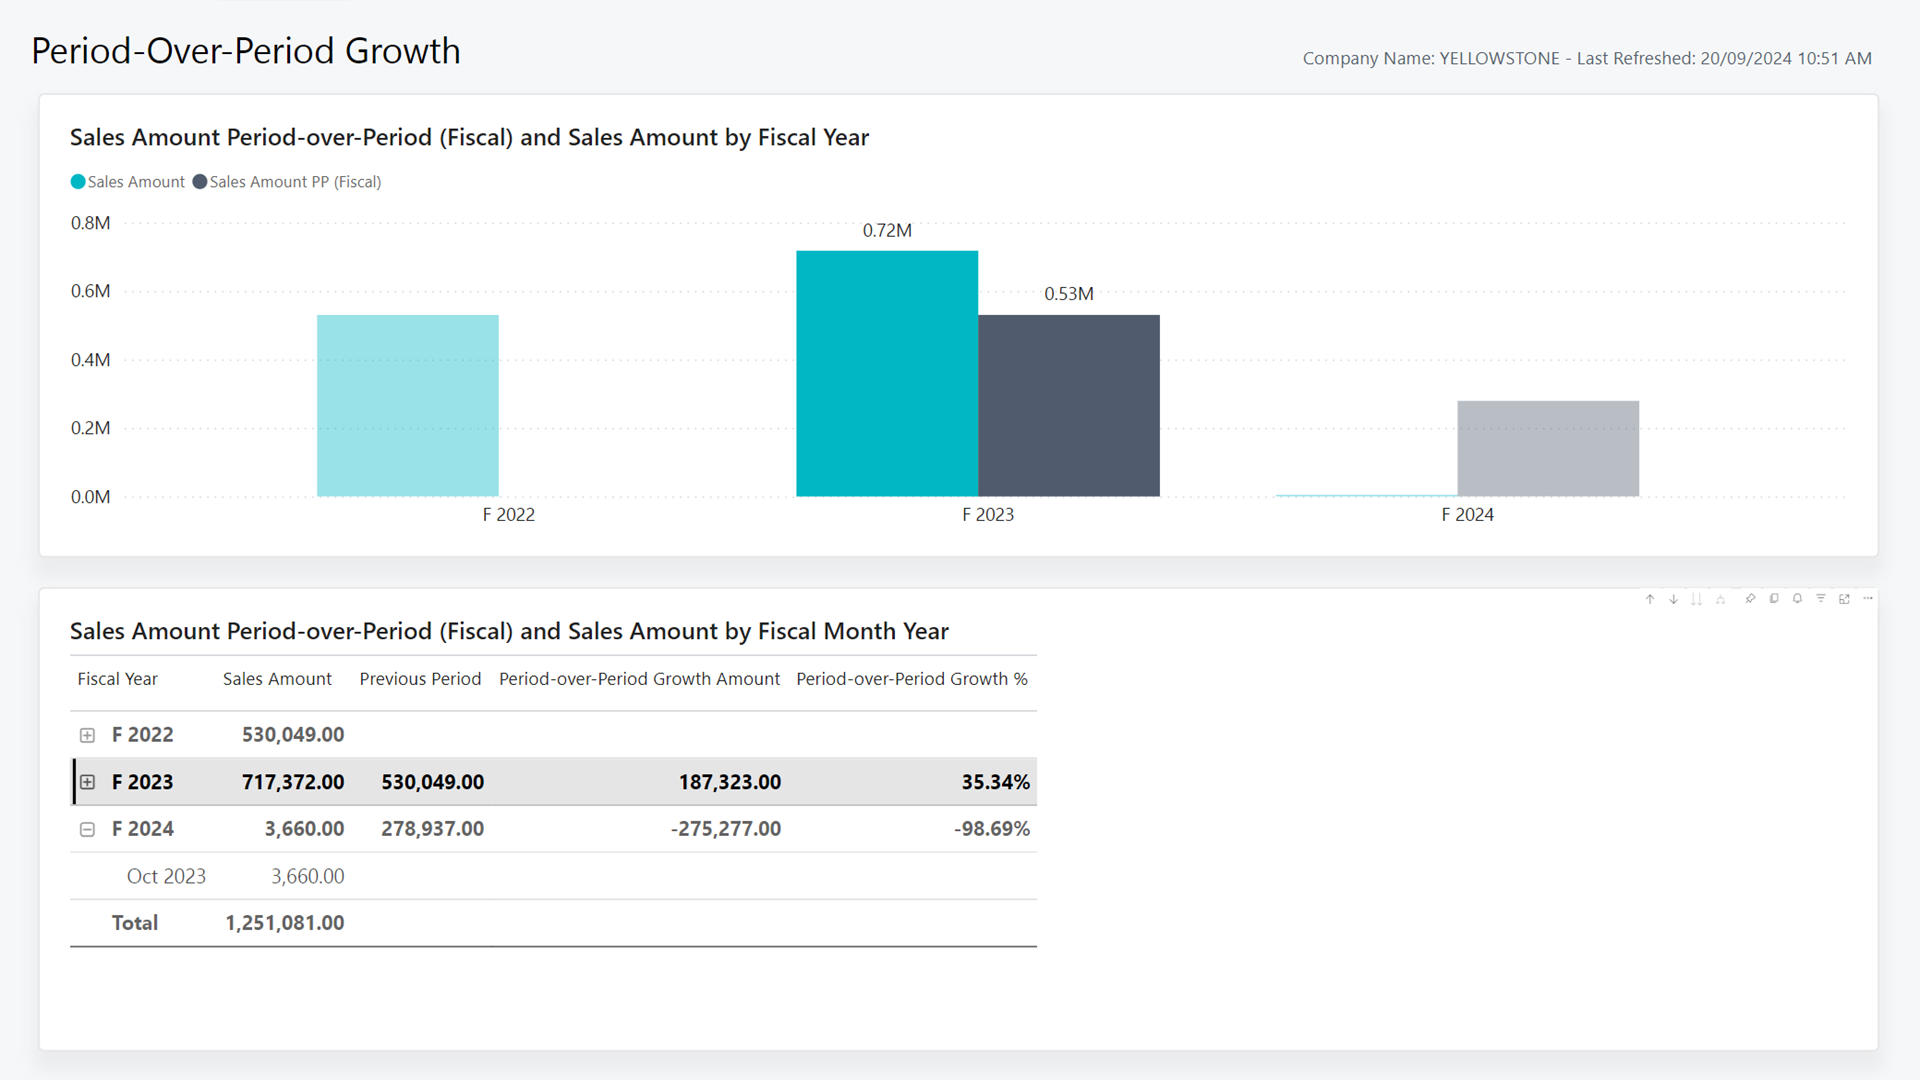 Period-Over-Period Growth
Company Name: YELLOWSTONE - Last Refreshed: 20/09/2024 10:51 AM
Sales Amount Period-over-Period (Fiscal) and Sales Amount by Fiscal Year
Sales Amount Sales Amount PP (Fiscal)
0.8M
0.72M
0.6M
0.53M
0.4M
0.2M
0.0M
F 2022 F 2023 F 2024
Sales Amount Period-over-Period (Fiscal) and Sales Amount by Fiscal Month Year
Fiscal Year Sales Amount Previous Period Period-over-Period Growth Amount Period-over-Period Growth %
F 2022 530,049.00
F 2023 717,372.00 530,049.00 187,323.00 35.34%
F 2024 3,660.00 278,937.00 -275,277.00 -98.69%
Oct 2023 3,660.00
Total 1,251,081.00